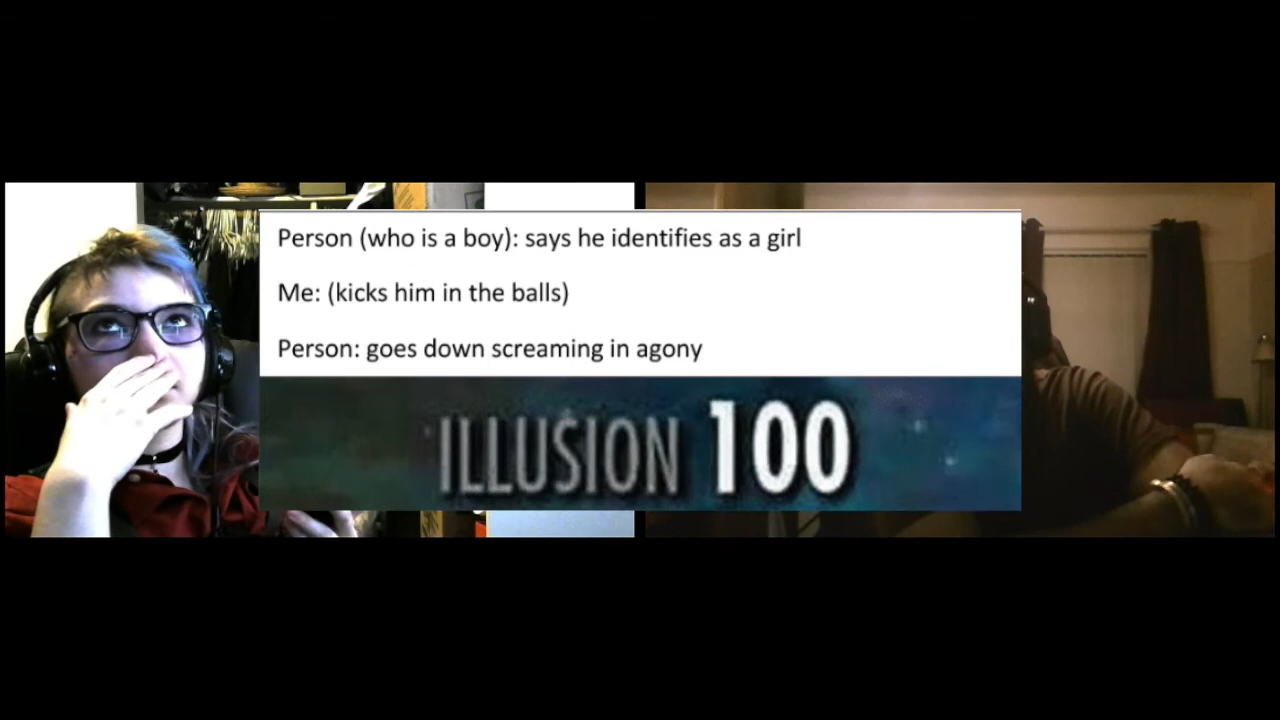 Person (who is a boy): says he identifies as a girl
Me: (kicks him in the balls)
Person: goes down screaming in agony
ILLUSION 100